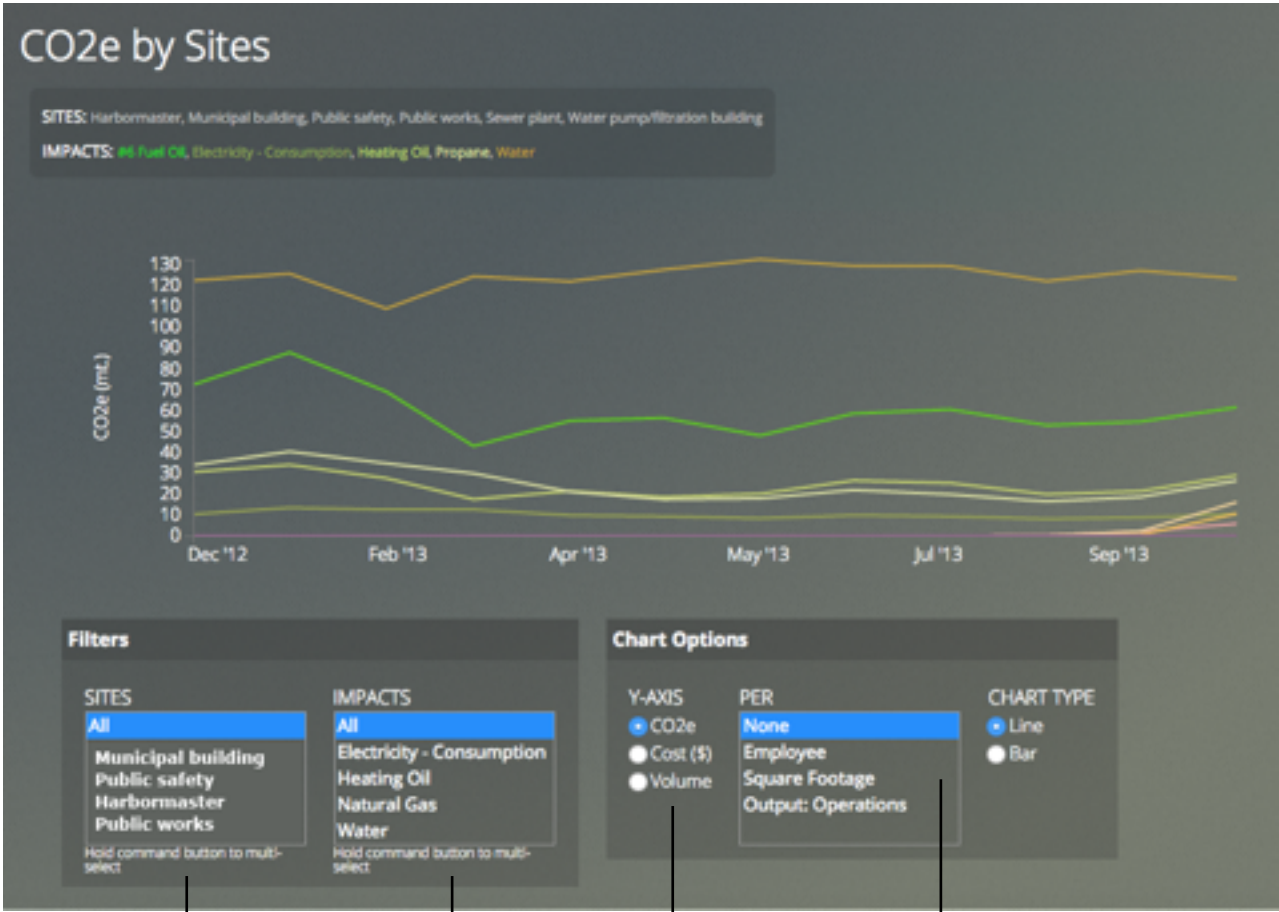 CO2e by Sites
SITES: Harbormaster, Municipal building, Public safety, Public works, Sewer plant, Water pump/filtration building
IMPACTS: #6 Fuel Oil, Electricity - Consumption, Heating Oil, Propane, Water
130
120
110
100
90
80
70
60
50
40
30
20
10
0
CO2e (mt.)
Dec '12 Feb '13 Apr '13 May '13 Jul '13 Sep '13
Filters
SITES
All
Municipal building
Public safety
Harbormaster
Public works
Hold command button to multi-
select
IMPACTS
All
Electricity - Consumption
Heating Oil
Natural Gas
Water
Hold command button to multi-
select
Chart Options
Y-AXIS
CO2e
Cost ($)
Volume
PER
None
Employee
Square Footage
Output: Operations
CHART TYPE
Line
Bar